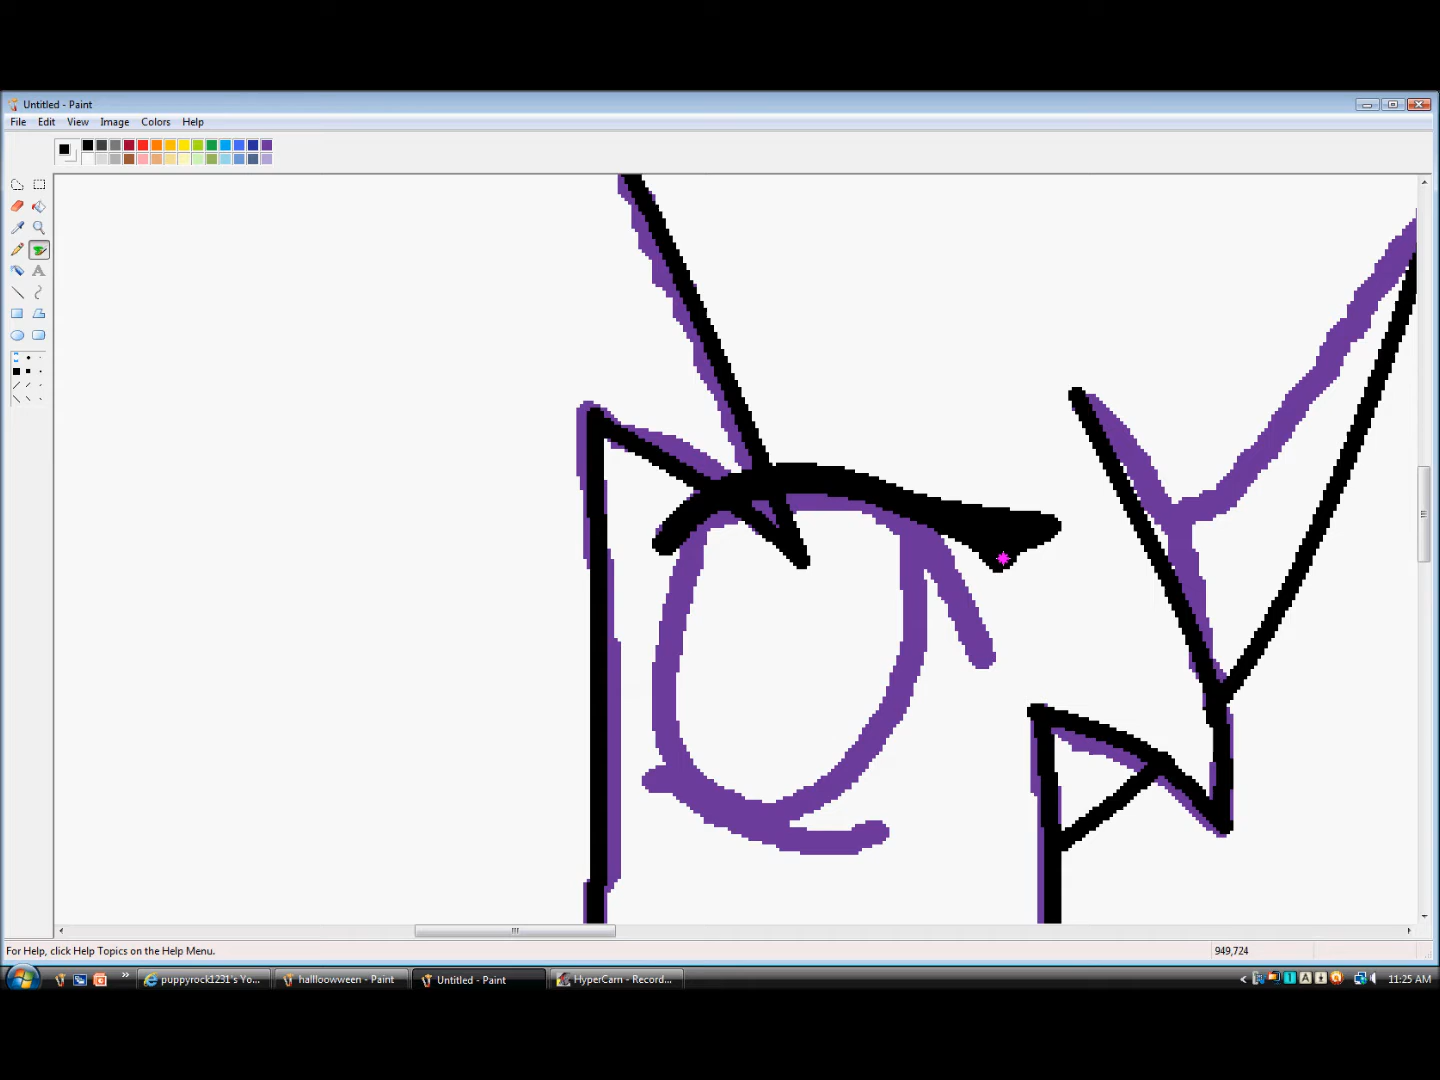 Untitled - Paint
File Edit View Image Colors Help
A
For Help, click Help Topics on the Help Menu.
949,724
» puppyrock1231's Yo... hallloowween - Paint Untitled - Paint HyperCam - Record... < A 11:25 AM